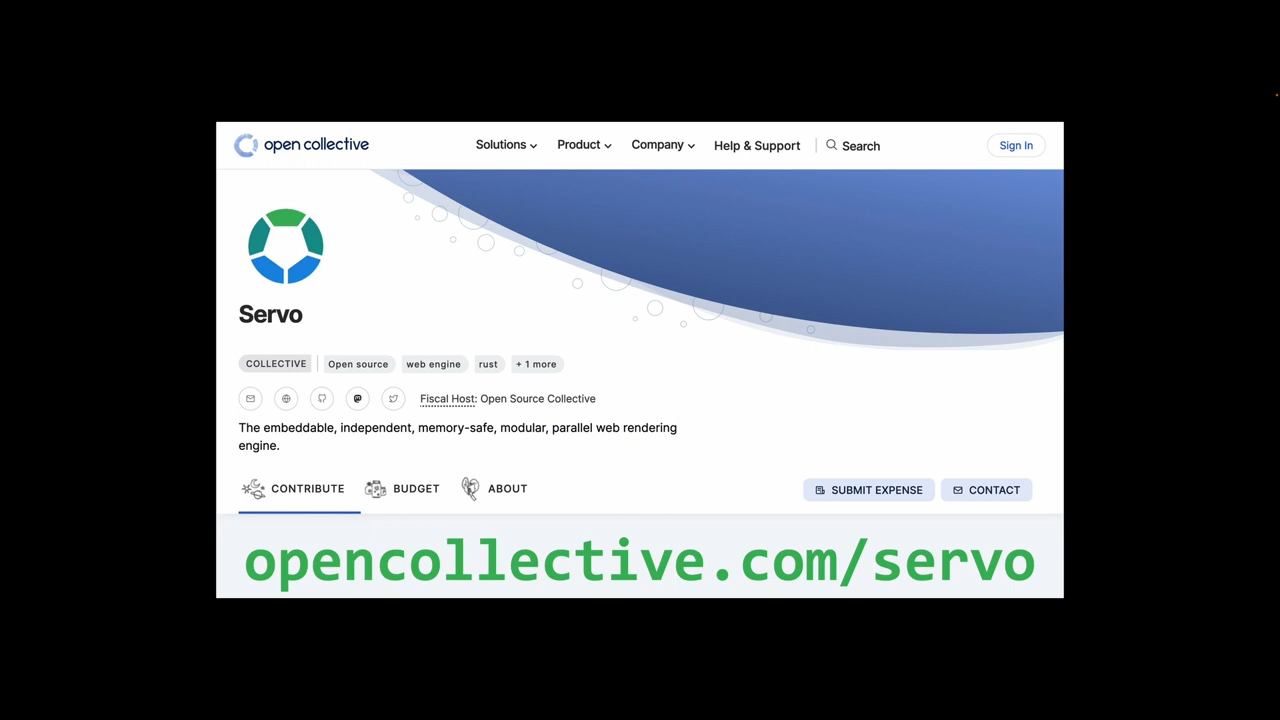 open collective
Solutions Product Company Help & Support Search Sign In
Servo
COLLECTIVE Open source web engine rust + 1 more
Fiscal Host: Open Source Collective
The embeddable, independent, memory-safe, modular, parallel web rendering
engine.
CONTRIBUTE BUDGET ABOUT SUBMIT EXPENSE CONTACT
opencollective.com/servo